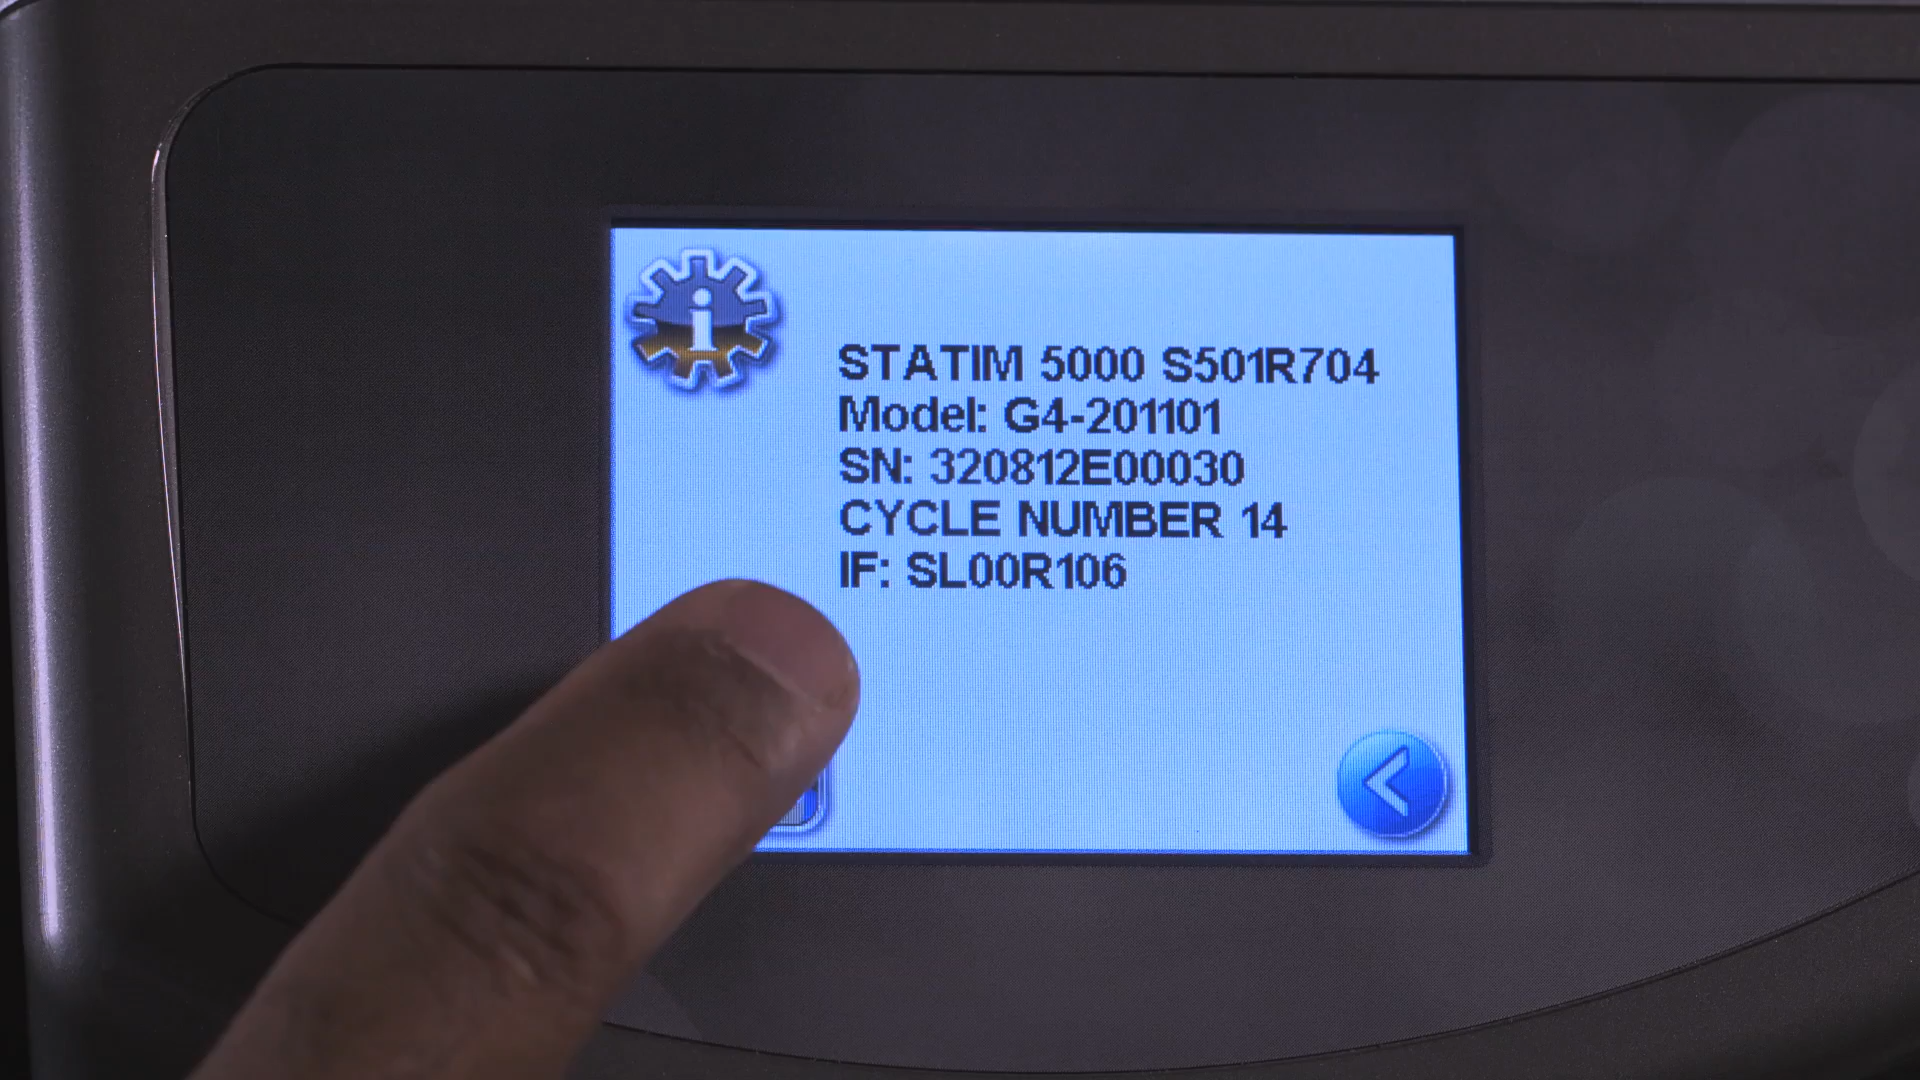 STATIM 5000 S501R704
Model: G4-201101
SN: 320812E00030
CYCLE NUMBER 14
IF: SL00R106